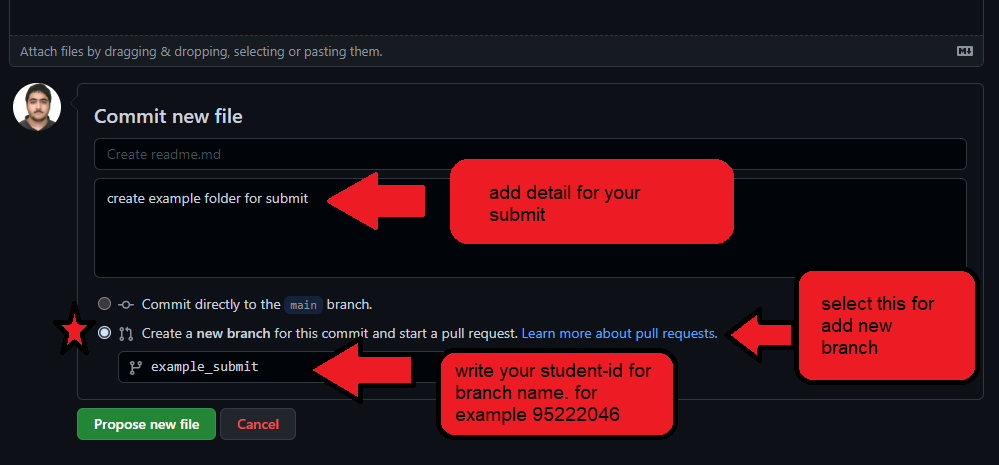 Attach files by dragging & dropping, selecting or pasting them.
Commit new file
Create readme.md
create example folder for submit
add detail for your
submit
Commit directly to the main branch.
Create a new branch for this commit and start a pull request. Learn more about pull requests.
select this for
add new
branch
example_submit
write your student-id for
branch name. for
example 95222046
Propose new file
Cancel